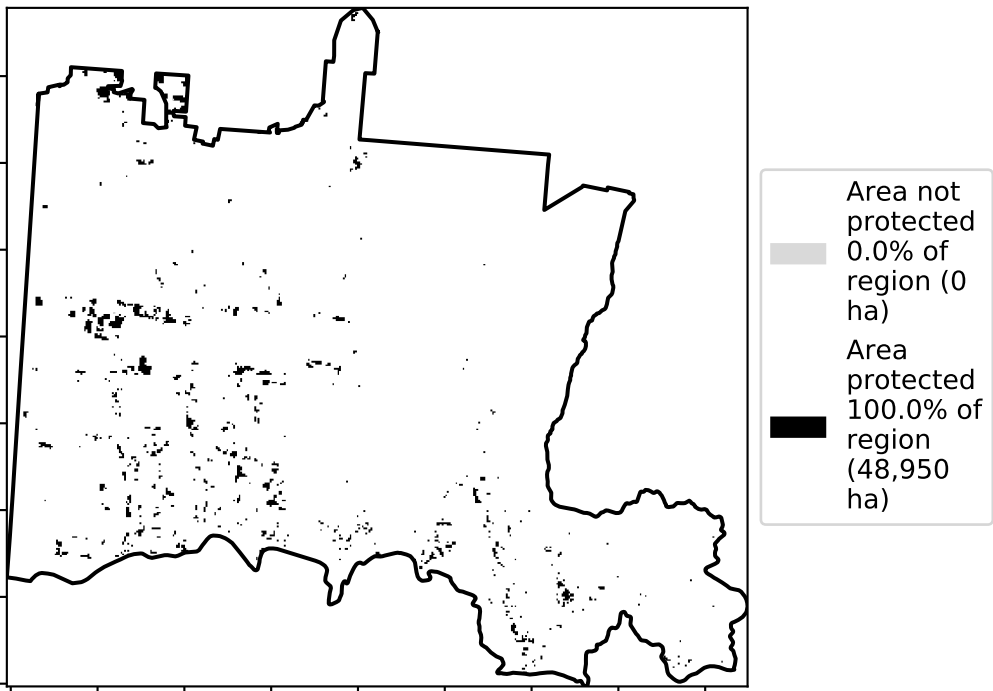 Area not
protected
0.0% of
region (0
ha)
Area
protected
100.0% of
region
(48,950
ha)